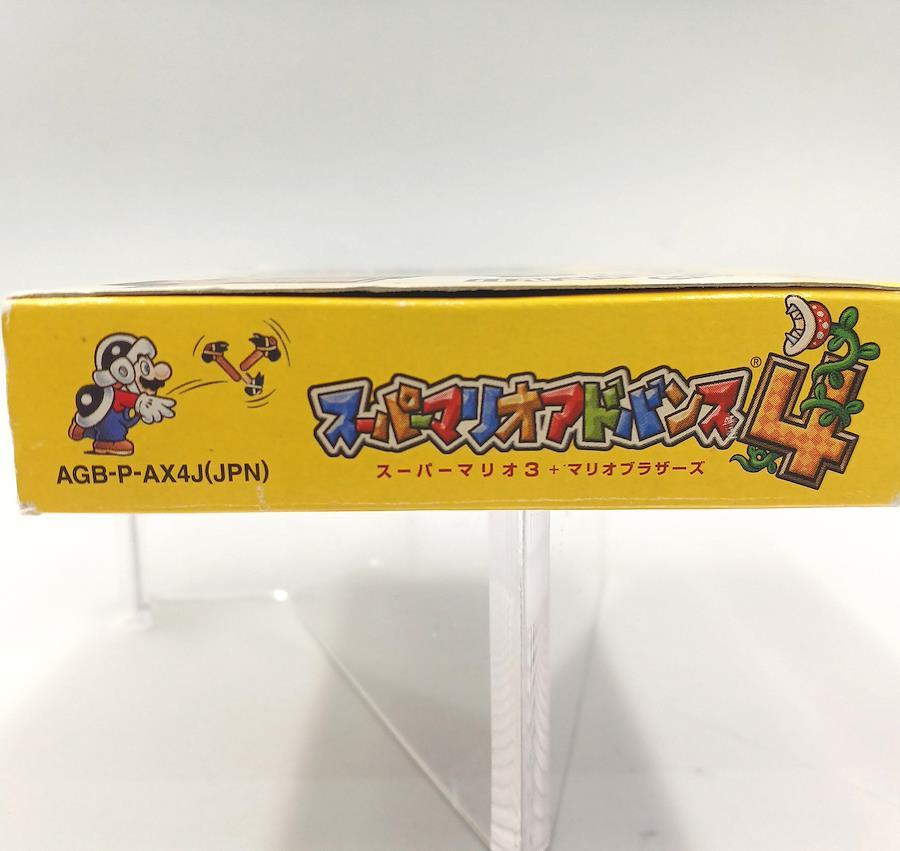 AGB-P-AX4J(JPN)
スーパーマリオアドバンス4
®
スーパーマリオ3 + マリオブラザーズ